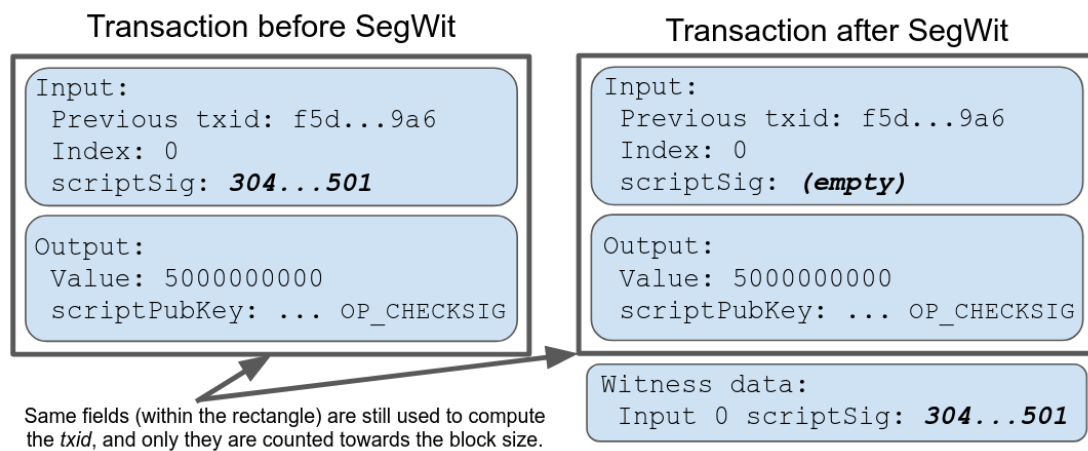 Transaction before SegWit
Input:
Previous txid: f5d...9a6
Index: 0
scriptSig: 304...501
Output:
Value: 5000000000
scriptPubKey: ... OP_CHECKSIG
Same fields (within the rectangle) are still used to compute
the txid, and only they are counted towards the block size.
Transaction after SegWit
Input:
Previous txid: f5d...9a6
Index: 0
scriptSig: (empty)
Output:
Value: 5000000000
scriptPubKey: ... OP_CHECKSIG
Witness data:
Input 0 scriptSig: 304...501